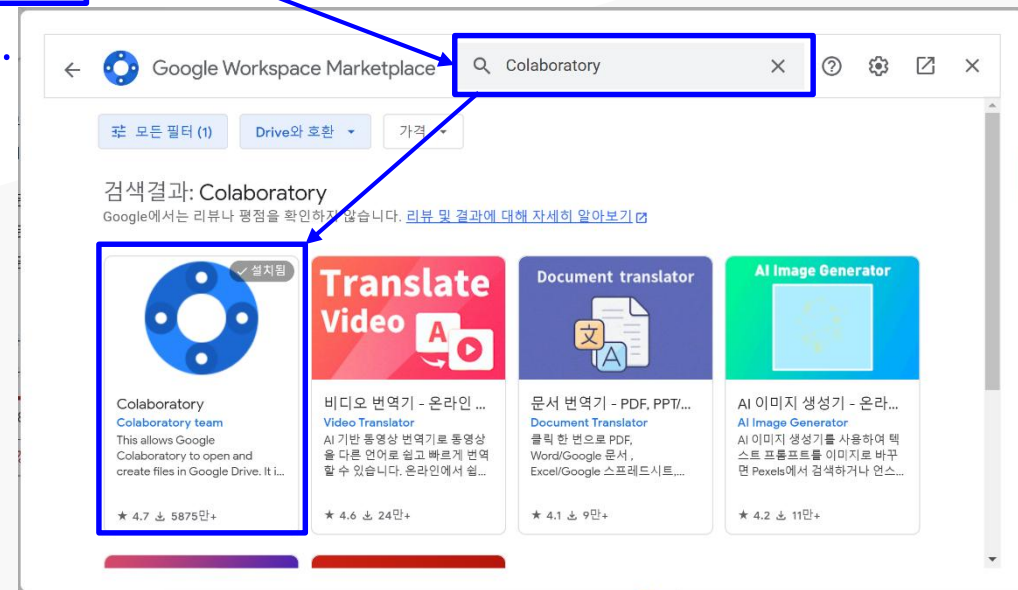 Google Workspace Marketplace
Colaboratory
모든 필터 (1)
Drive와 호환
가격
검색결과: Colaboratory
Google에서는 리뷰나 평점을 확인하지 않습니다. 리뷰 및 결과에 대해 자세히 알아보기
설치됨
Colaboratory
Colaboratory team
This allows Google
Colaboratory to open and
create files in Google Drive. It i...
★ 4.7 5875만+
Translate
Video
A
비디오 번역기 - 온라인 ...
Video Translator
AI 기반 동영상 번역기로 동영상
을 다른 언어로 쉽고 빠르게 번역
할 수 있습니다. 온라인에서 쉽...
★ 4.6 24만+
Document translator
文
A
문서 번역기 - PDF, PPT/...
Document Translator
클릭 한 번으로 PDF,
Word/Google 문서 ,
Excel/Google 스프레드시트,...
★ 4.1 9만+
AI Image Generator
AI 이미지 생성기 - 온라...
AI Image Generator
AI 이미지 생성기를 사용하여 텍
스트 프롬프트를 이미지로 바꾸
면 Pexels에서 검색하거나 언스...
★ 4.2 11만+